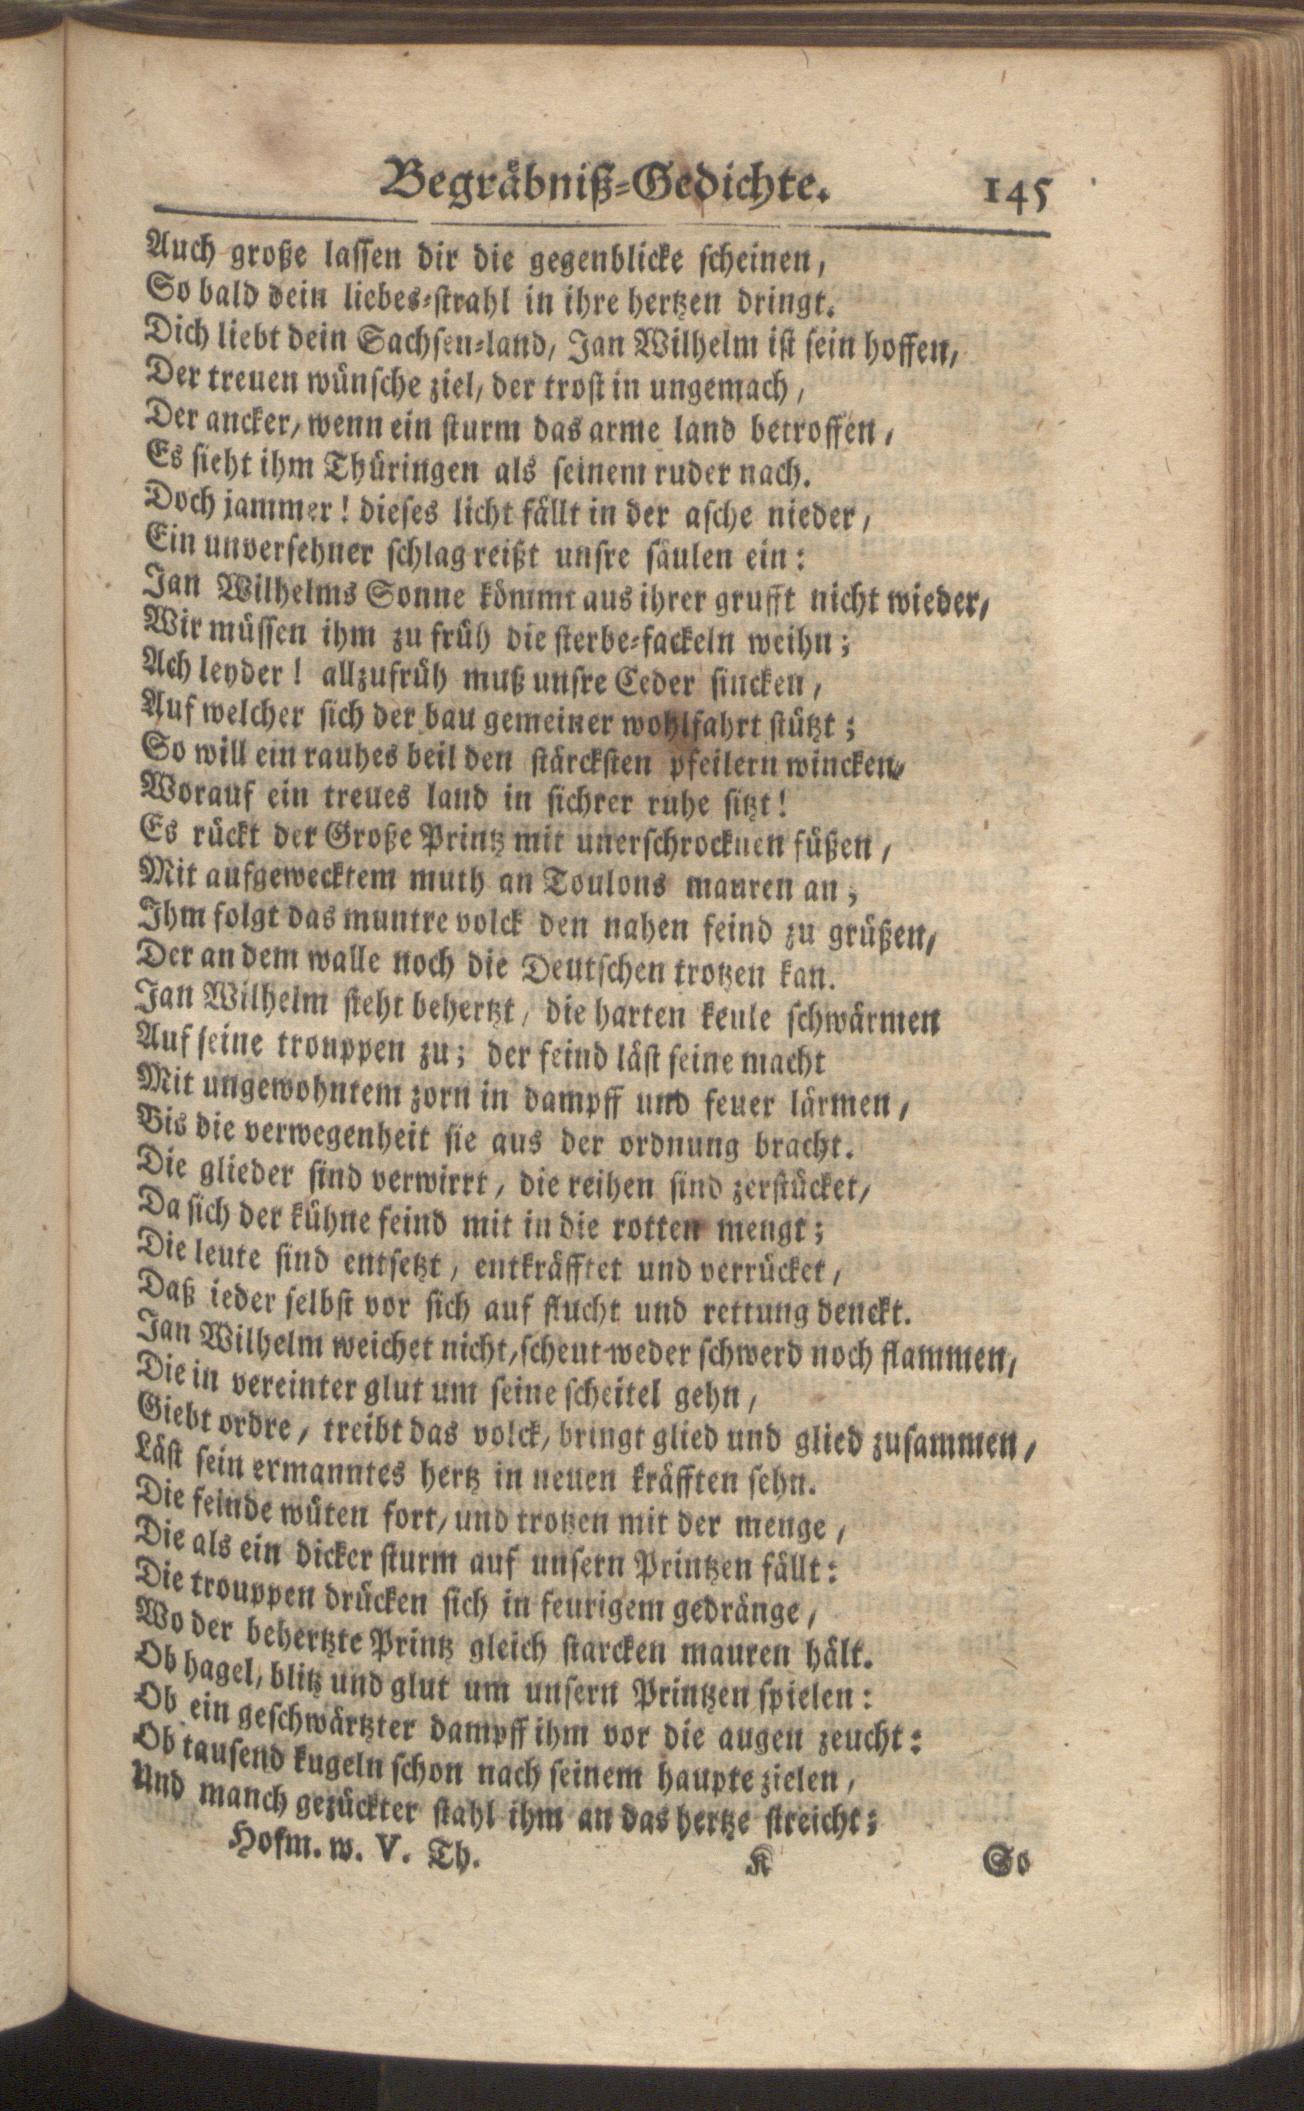 Begräbniß-Gedichte. 145
Auch große lassen dir die gegenblicke scheinen,
So bald dein liebes-strahl in ihre hertzen dringt.
Dich liebt dein Sachsen-land, Jan Wilhelm ist sein hoffen,
Der treuen wünsche ziel, der trost in ungemach,
Der ancker, wenn ein sturm das arme land betroffen,
Es sieht ihm Thüringen als seinem ruder nach.
Doch jammer! dieses licht fällt in der asche nieder,
Ein unversehner schlag reißt unsre säulen ein:
Jan Wilhelms Sonne kömmt aus ihrer grufft nicht wieder,
Wir müssen ihm zu früh die sterbe-fackeln weihn;
Ach leyder! allzufrüh muß unsre Ceder sincken,
Auf welcher sich der bau gemeiner wohlfahrt stützt;
So will ein rauhes beil den stärcksten pfeilern wincken,
Worauf ein treues land in sichrer ruhe sitzt!
Es rückt der Große Printz mit unerschrocknen füßen,
Mit aufgewecktem muth an Toulons mauren an;
Ihm folgt das muntre volck den nahen feind zu grüßen,
Der an dem walle noch die Deutschen trotzen kan.
Jan Wilhelm steht behertzt, die harten keule schwärmen
Auf seine trouppen zu; der feind läst seine macht
Mit ungewohntem zorn in dampff und feuer lärmen,
Bis die verwegenheit sie aus der ordnung bracht.
Die glieder sind verwirrt, die reihen sind zerstücket,
Da sich der kühne feind mit in die rotten mengt;
Die leute sind entsetzt, entkräfftet und verrücket,
Daß ieder selbst vor sich auf flucht und rettung denckt.
Jan Wilhelm weichet nicht, scheut weder schwerd noch flammen,
Die in vereinter glut um seine scheitel gehn,
Giebt ordre, treibt das volck, bringt glied und glied zusammen,
Läst sein ermanntes hertz in neuen kräfften sehn.
Die feinde wüten fort, und trotzen mit der menge,
Die als ein dicker sturm auf unsern Printzen fällt:
Die trouppen drücken sich in feurigem gedränge,
Wo der behertzte Printz gleich starcken mauren hält.
Ob hagel, blitz und glut um unsern Printzen spielen:
Ob ein geschwärtzter dampff ihm vor die augen zeucht:
Ob tausend kugeln schon nach seinem haupte zielen,
Und manch gezückter stahl ihm an das hertze streicht:
Hofm. w. V. Th. K So